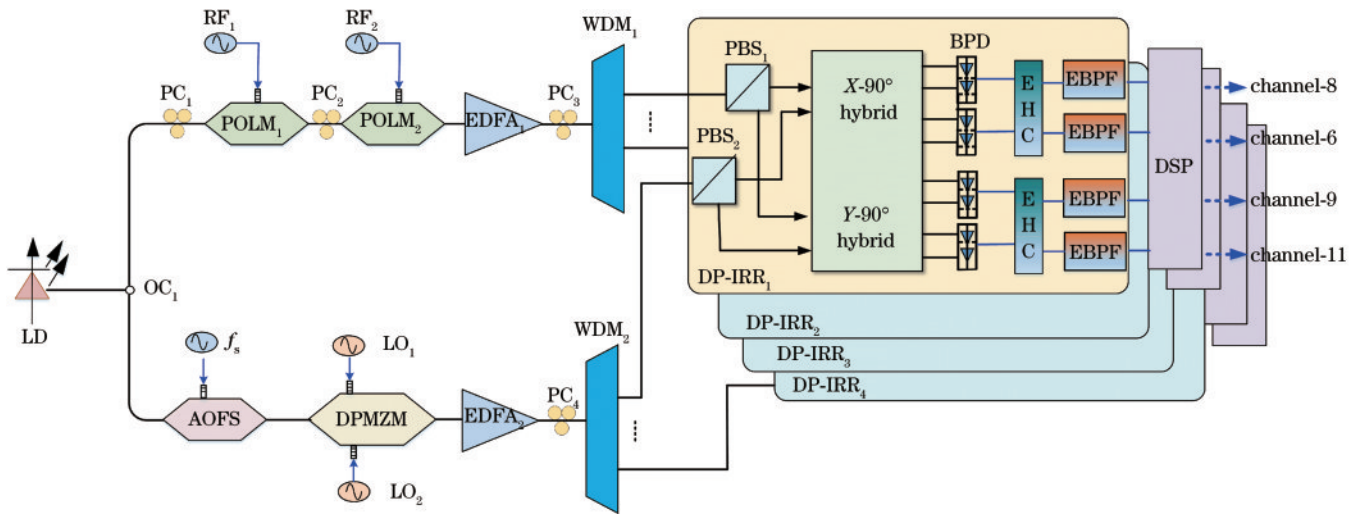 RF₁
RF₂
WDM₁
PBS₁
BPD
PC₁
PC₂
PC₃
POLM₁
POLM₂
EDFA₁
X-90°
hybrid
E
H
C
EBPF
EBPF
channel-8
PBS₂
channel-6
DSP
Y-90°
hybrid
E
H
C
EBPF
EBPF
channel-9
channel-11
DP-IRR₁
OC₁
LD
DP-IRR₂
WDM₂
DP-IRR₃
DP-IRR₄
fₛ
LO₁
PC₄
AOFS
DPMZM
EDFA₂
LO₂